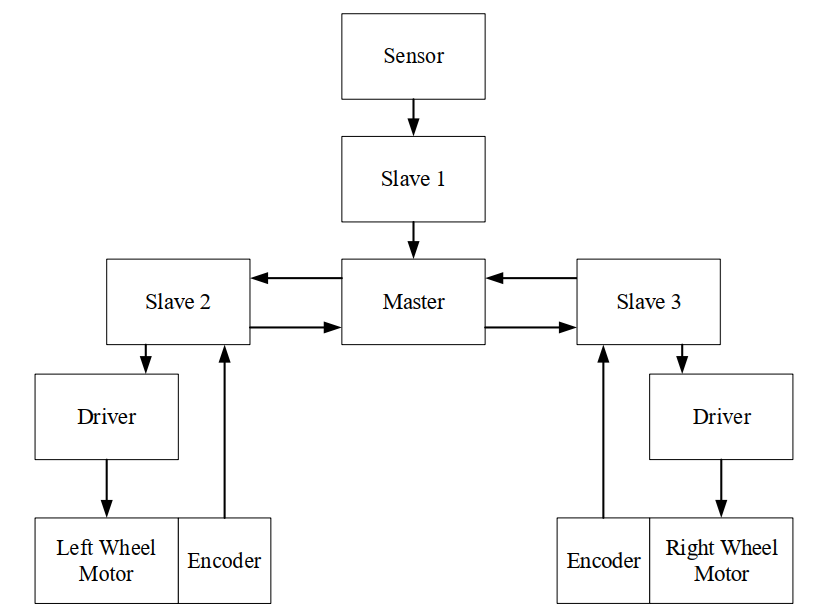 Sensor
Slave 1
Slave 2
Master
Slave 3
Driver
Driver
Left Wheel
Motor
Encoder
Encoder
Right Wheel
Motor